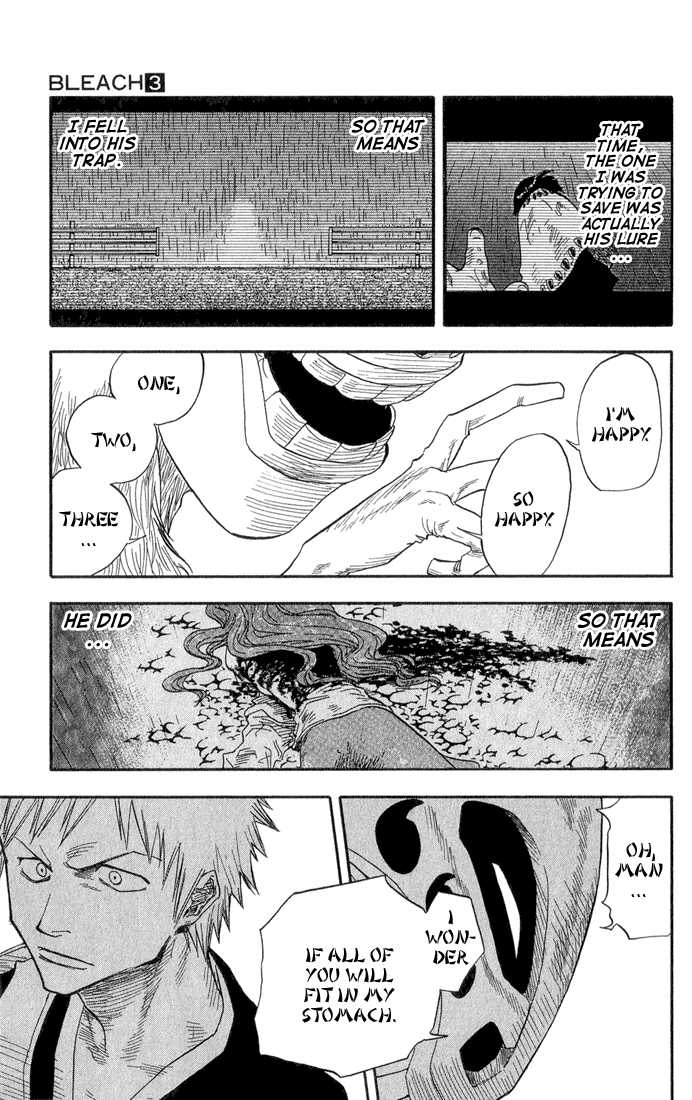 BLEACH 3
THAT
TIME,
THE ONE
I WAS
TRYING TO
SAVE WAS
ACTUALLY
HIS LURE
...
SO THAT
MEANS
I FELL
INTO HIS
TRAP.
I'M
HAPPY.
SO
HAPPY.
ONE,
TWO,
THREE
...
SO THAT
MEANS
HE DID
...
OH,
MAN
...
I
WON-
DER
IF ALL OF
YOU WILL
FIT IN MY
STOMACH.